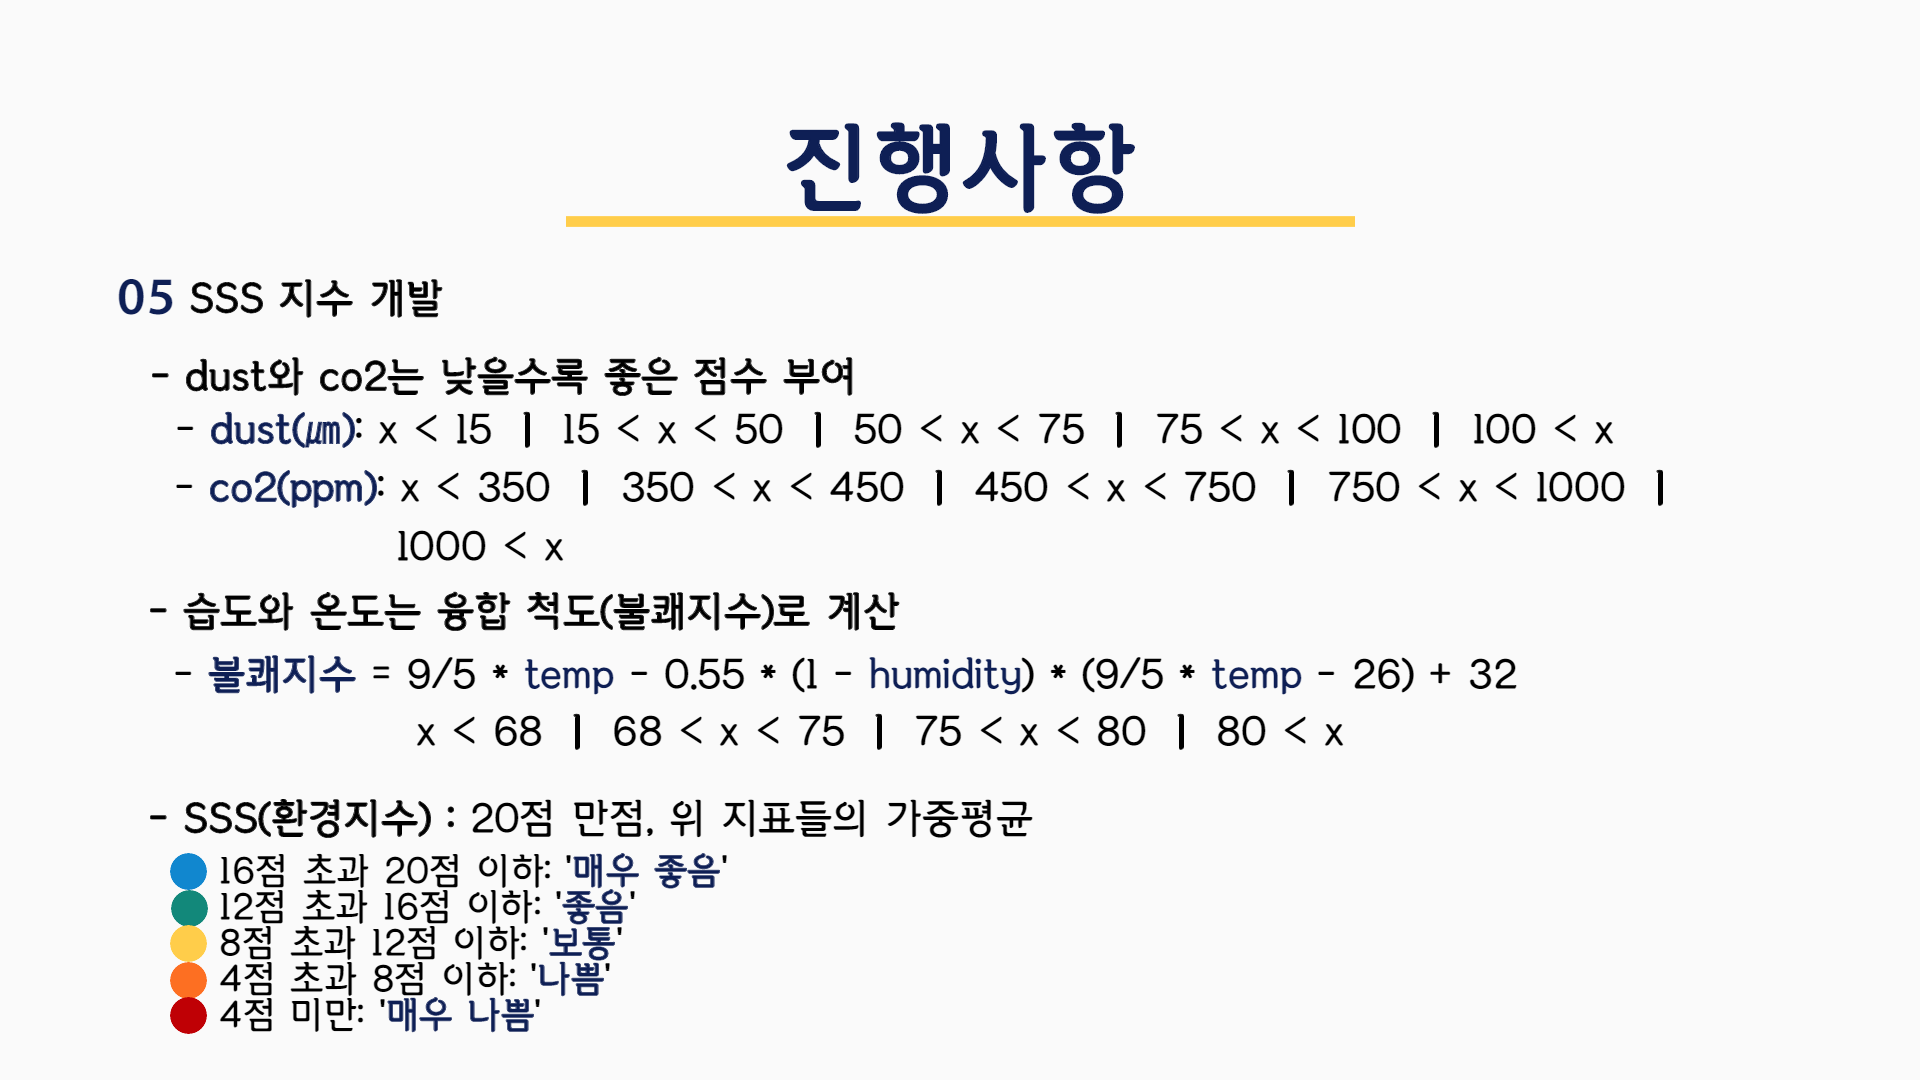 진행사항
05 SSS 지수 개발
- dust와 co2는 낮을수록 좋은 점수 부여
- dust(㎛): x < 15 | 15 < x < 50 | 50 < x < 75 | 75 < x < 100 | 100 < x
- co2(ppm): x < 350 | 350 < x < 450 | 450 < x < 750 | 750 < x < 1000 |
1000 < x
- 습도와 온도는 융합 척도(불쾌지수)로 계산
- 불쾌지수 = 9/5 * temp - 0.55 * (1 - humidity) * (9/5 * temp - 26) + 32
x < 68 | 68 < x < 75 | 75 < x < 80 | 80 < x
- SSS(환경지수) : 20점 만점, 위 지표들의 가중평균
16점 초과 20점 이하: '매우 좋음'
12점 초과 16점 이하: '좋음'
8점 초과 12점 이하: '보통'
4점 초과 8점 이하: '나쁨'
4점 미만: '매우 나쁨'